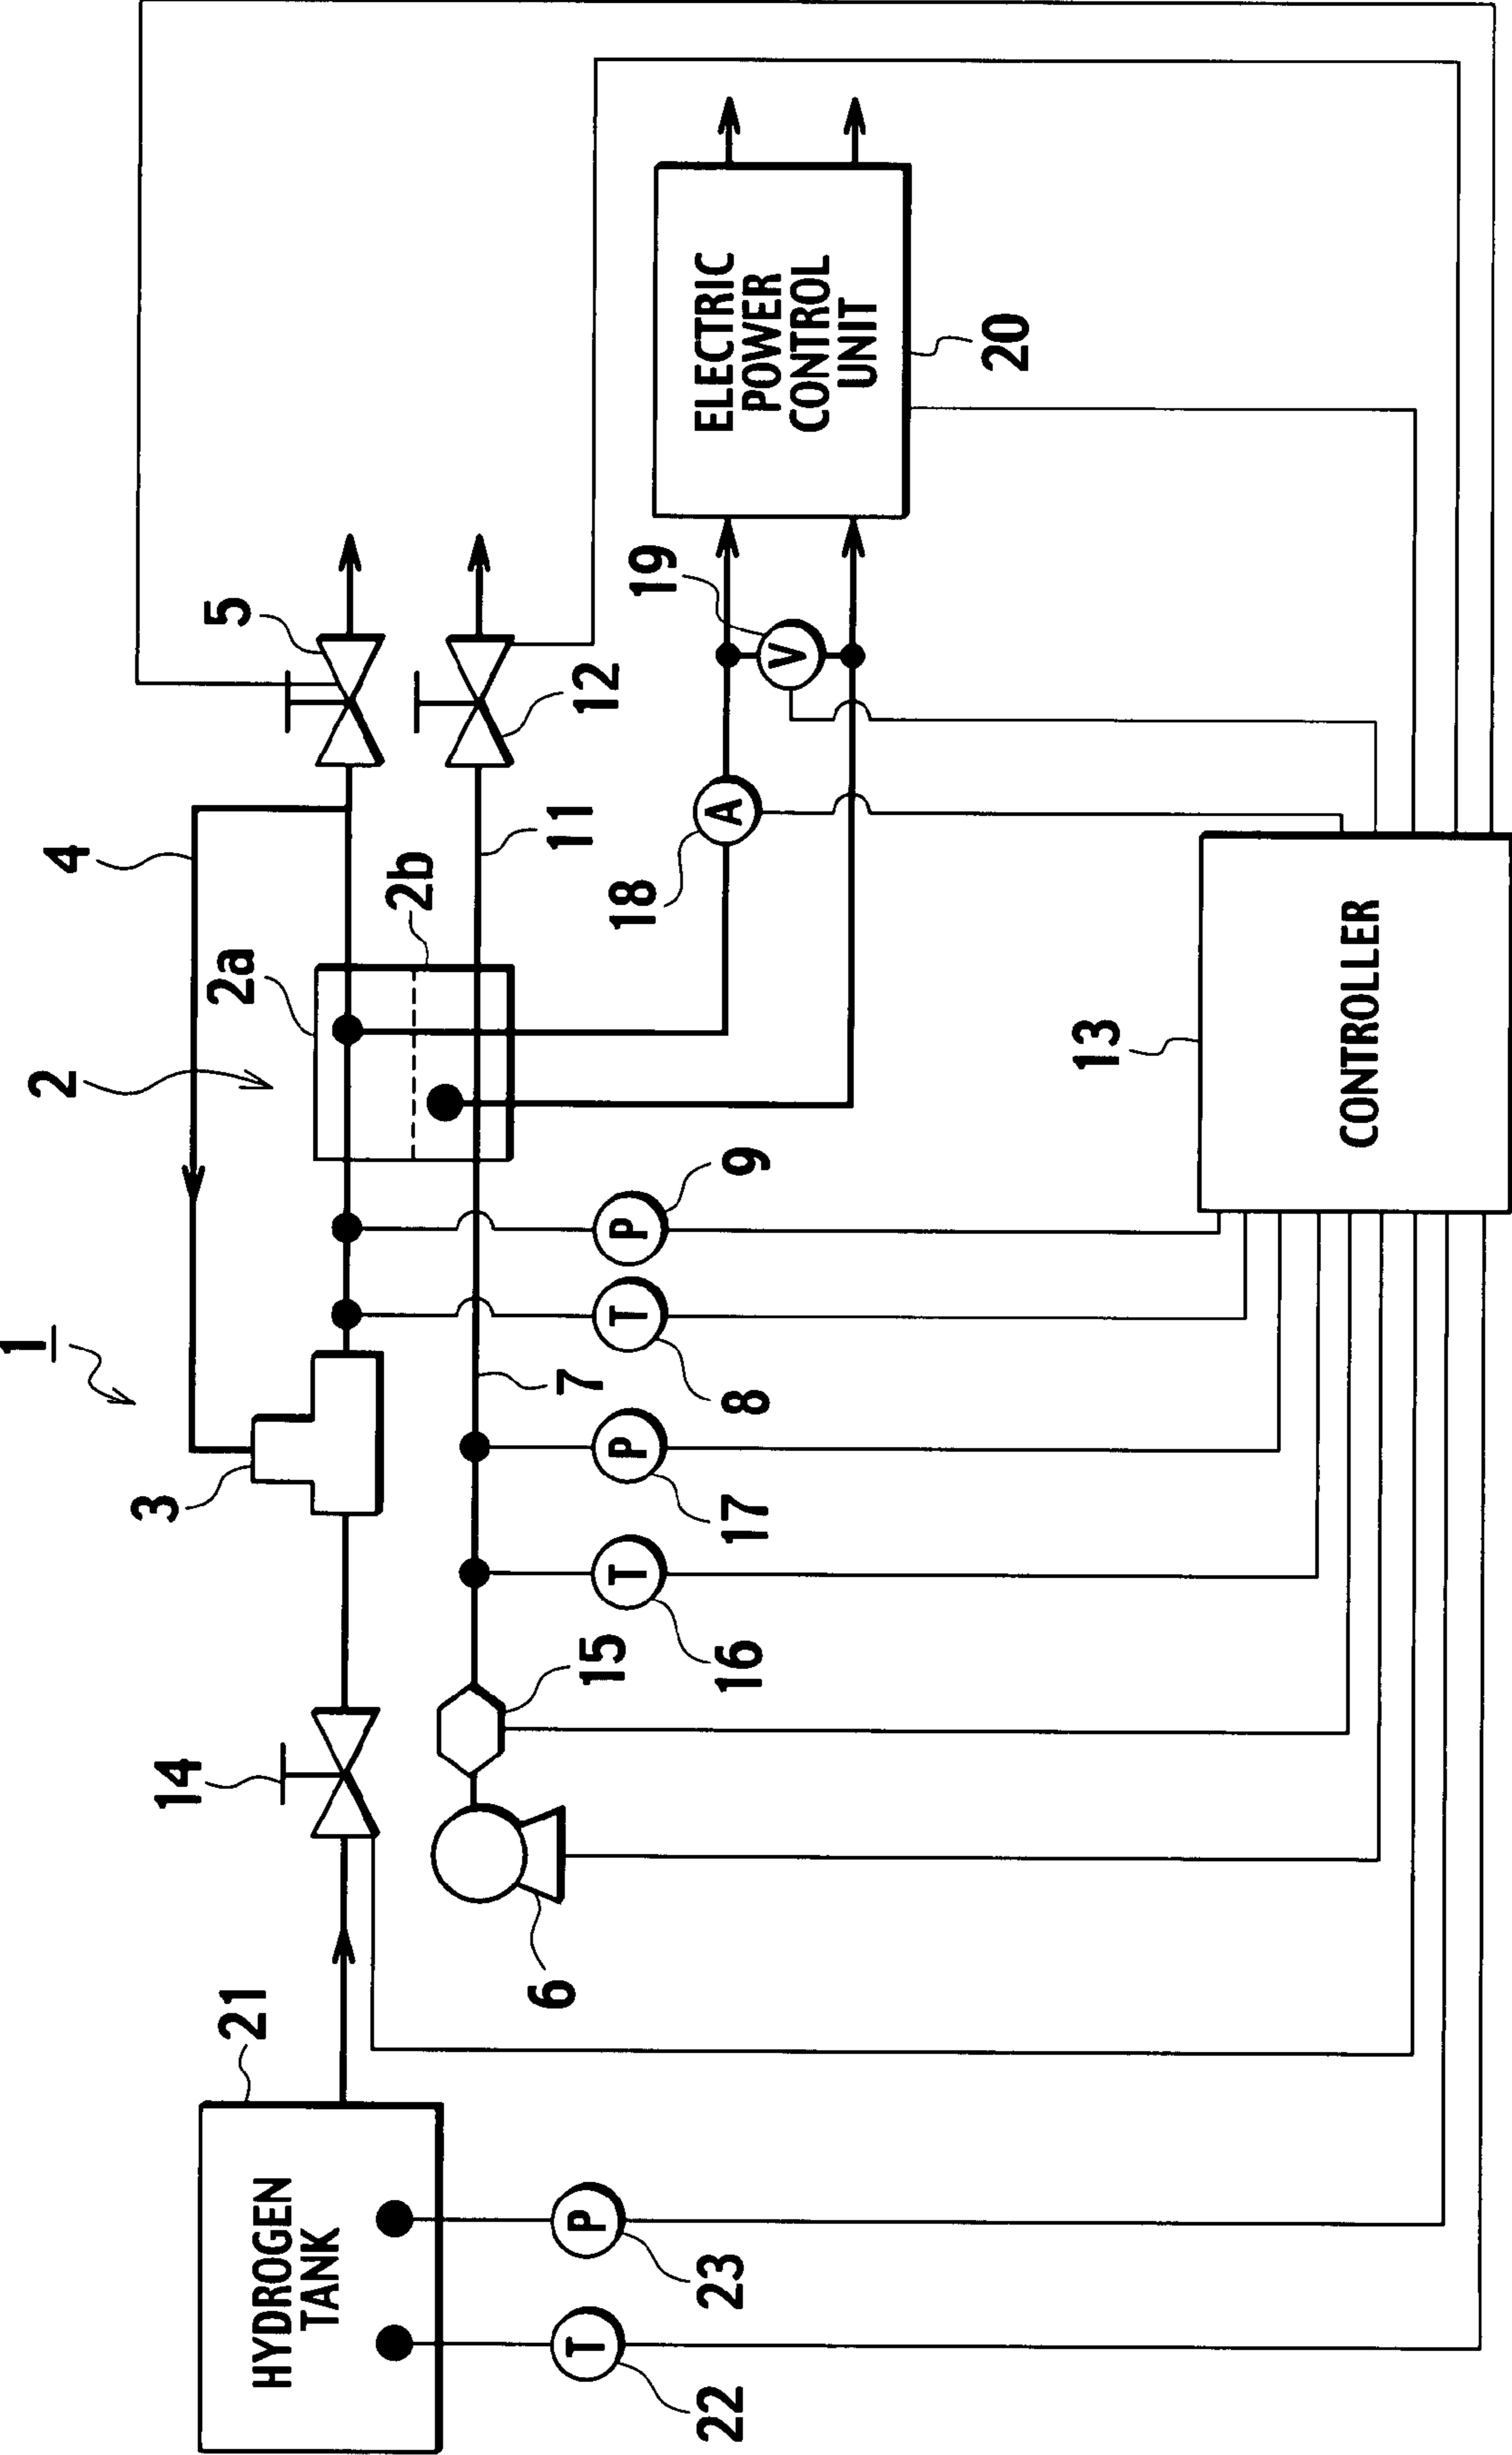 1
2
4
2a
2b
5
3
14
21
HYDROGEN
TANK
11
12
7
15
6
19
V
18
A
ELECTRIC
POWER
CONTROL
UNIT
20
P
9
T
8
P
17
T
16
P
23
T
22
13
CONTROLLER